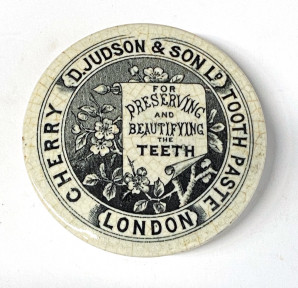 D. JUDSON & SON LD
CHERRY
TOOTH PASTE
FOR
PRESERVING
AND
BEAUTIFYING
THE
TEETH
LONDON